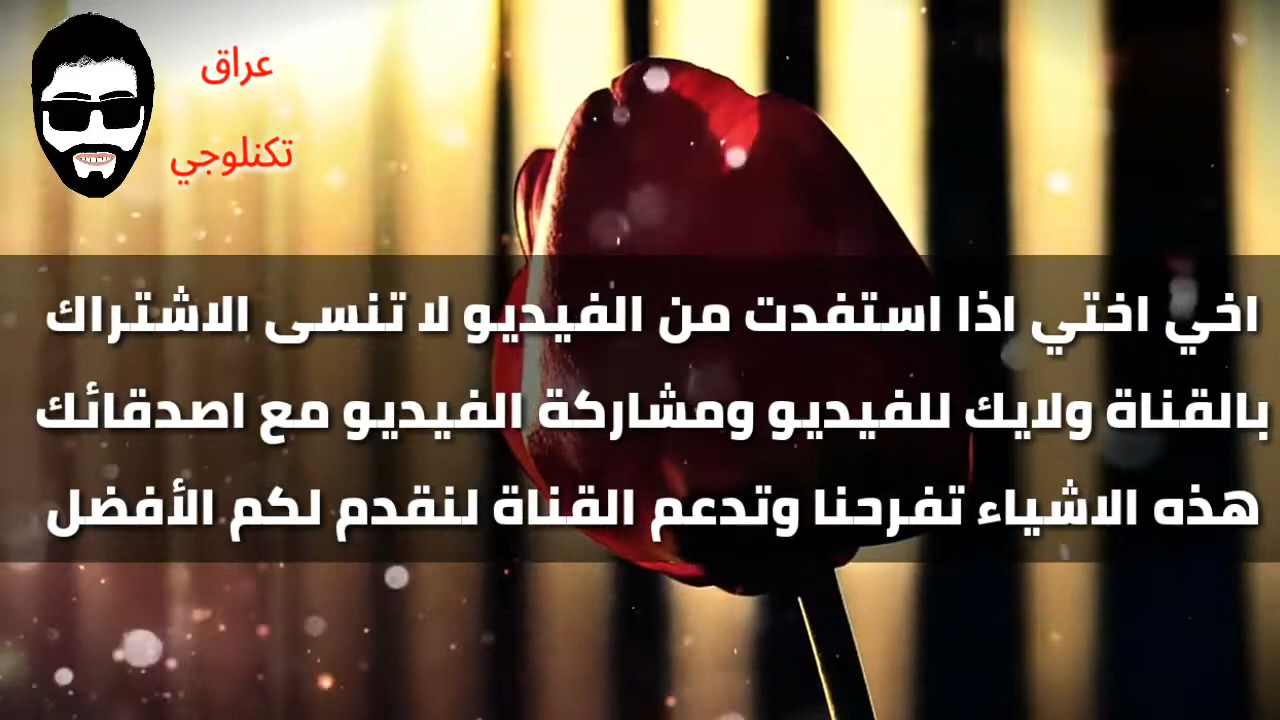 عراق
تكنلوجي
اخي اختي اذا استفدت من الفيديو لا تنسى الاشتراك
بالقناة ولايك للفيديو ومشاركة الفيديو مع اصدقائك
هذه الاشياء تفرحنا وتدعم القناة لنقدم لكم الأفضل